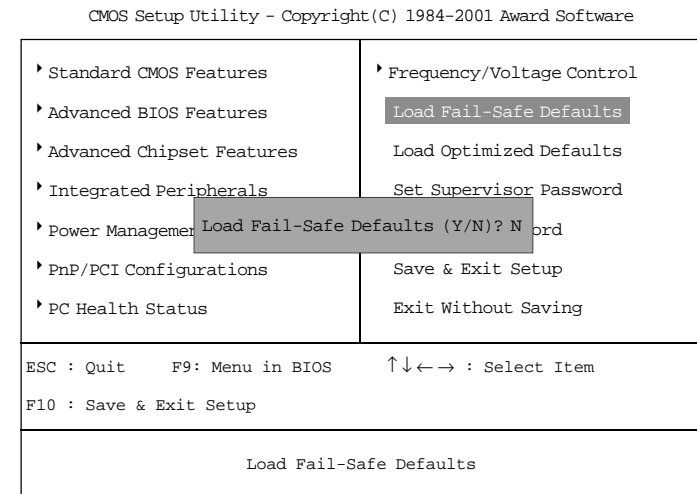 CMOS Setup Utility - Copyright(C) 1984-2001 Award Software
Standard CMOS Features
Advanced BIOS Features
Advanced Chipset Features
Integrated Peripherals
Power Managemen
PnP/PCI Configurations
PC Health Status
Frequency/Voltage Control
Load Fail-Safe Defaults
Load Optimized Defaults
Set Supervisor Password
ord
Save & Exit Setup
Exit Without Saving
Load Fail-Safe Defaults (Y/N)? N
ESC : Quit F9: Menu in BIOS ↑↓←→ : Select Item
F10 : Save & Exit Setup
Load Fail-Safe Defaults